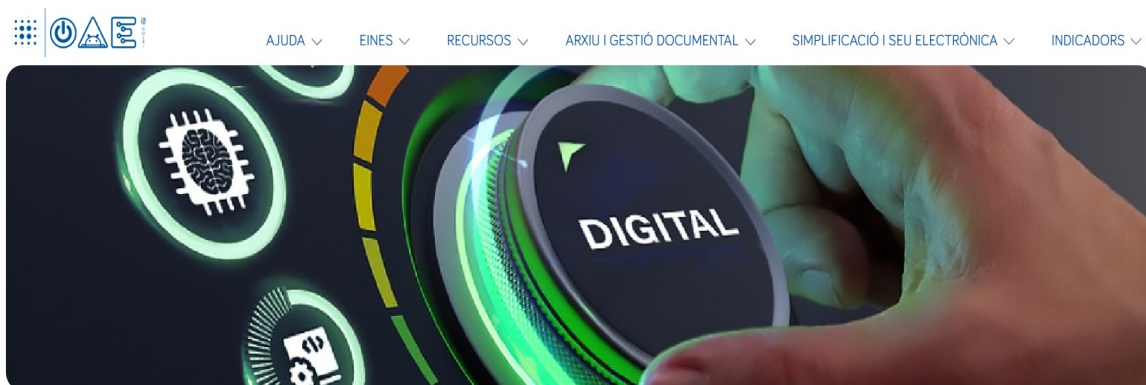 OAE
AJUDA EINES RECURSOS ARXIU I GESTIÓ DOCUMENTAL SIMPLIFICACIÓ I SEU ELECTRÒNICA INDICADORS
DIGITAL